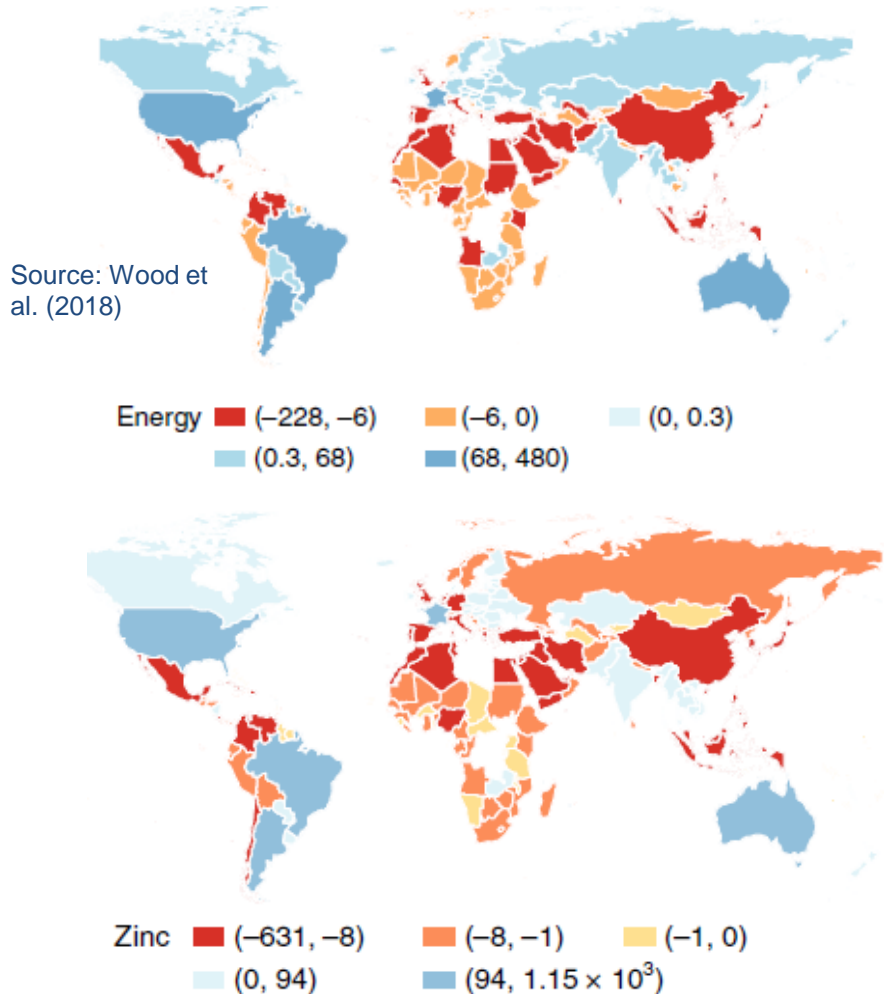 Source: Wood et
al. (2018)
Energy (–228, –6) (–6, 0) (0, 0.3)
(0.3, 68) (68, 480)
Zinc (–631, –8) (–8, –1) (–1, 0)
(0, 94) (94, 1.15 × 10³)